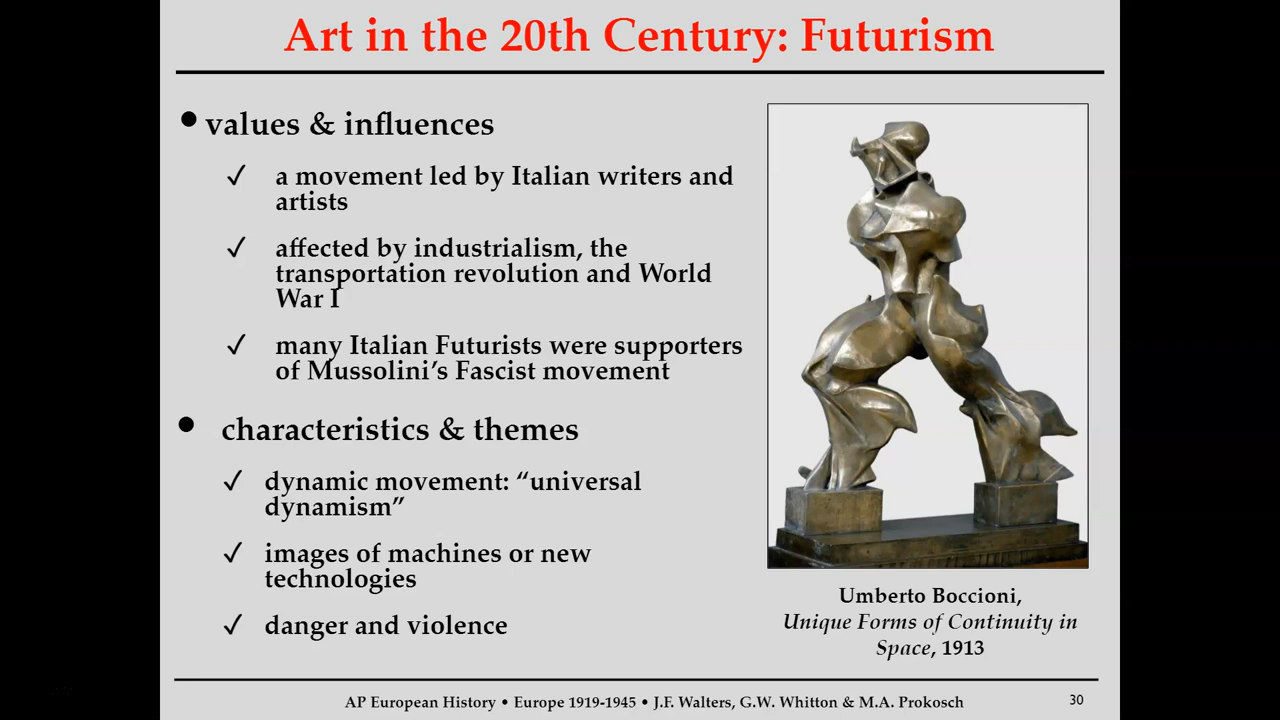 Art in the 20th Century: Futurism
• values & influences
✓ a movement led by Italian writers and
artists
✓ affected by industrialism, the
transportation revolution and World
War I
✓ many Italian Futurists were supporters
of Mussolini’s Fascist movement
• characteristics & themes
✓ dynamic movement: “universal
dynamism”
✓ images of machines or new
technologies
✓ danger and violence
Umberto Boccioni,
Unique Forms of Continuity in
Space, 1913
AP European History • Europe 1919-1945 • J.F. Walters, G.W. Whitton & M.A. Prokosch
30